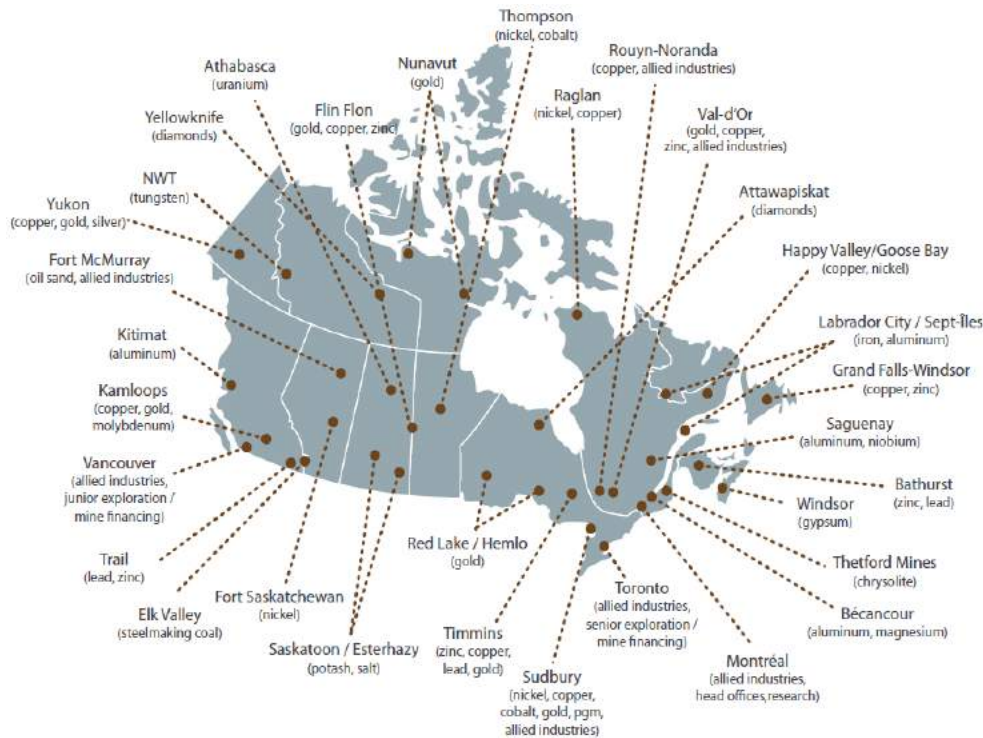 Thompson
(nickel, cobalt)
Rouyn-Noranda
(copper, allied industries)
Athabasca
(uranium)
Nunavut
(gold)
Raglan
(nickel, copper)
Val-d'Or
(gold, copper,
zinc, allied industries)
Flin Flon
(gold, copper, zinc)
Yellowknife
(diamonds)
NWT
(tungsten)
Attawapiskat
(diamonds)
Yukon
(copper, gold, silver)
Happy Valley/Goose Bay
(copper, nickel)
Fort McMurray
(oil sand, allied industries)
Labrador City / Sept-Îles
(iron, aluminum)
Kitimat
(aluminum)
Grand Falls-Windsor
(copper, zinc)
Kamloops
(copper, gold,
molybdenum)
Saguenay
(aluminum, niobium)
Vancouver
(allied industries,
junior exploration /
mine financing)
Bathurst
(zinc, lead)
Windsor
(gypsum)
Trail
(lead, zinc)
Red Lake / Hemlo
(gold)
Thetford Mines
(chrysolite)
Elk Valley
(steelmaking coal)
Fort Saskatchewan
(nickel)
Toronto
(allied industries,
senior exploration /
mine financing)
Bécancour
(aluminum, magnesium)
Saskatoon / Esterhazy
(potash, salt)
Timmins
(zinc, copper,
lead, gold)
Montréal
(allied industries,
head offices,research)
Sudbury
(nickel, copper,
cobalt, gold, pgm,
allied industries)